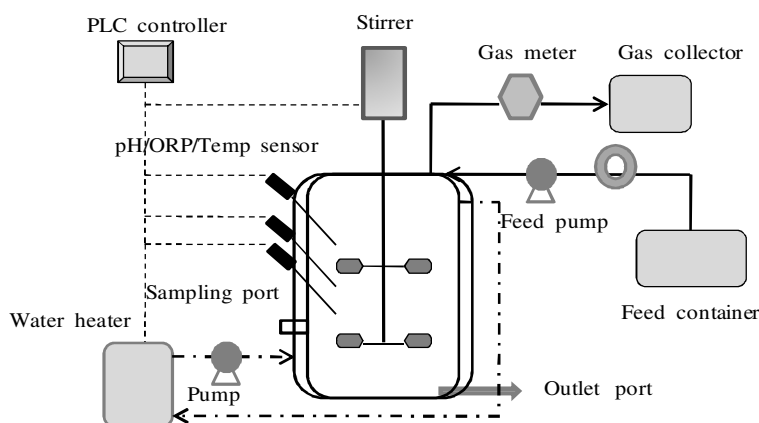 PLC controller
Stirrer
Gas meter
Gas collector
pH/ORP/Temp sensor
Feed pump
Sampling port
Feed container
Water heater
Pump
Outlet port